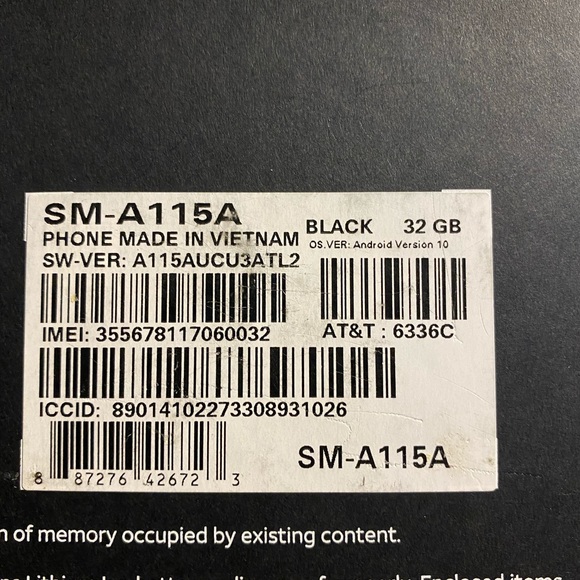 SM-A115A
BLACK 32 GB
PHONE MADE IN VIETNAM
OS.VER: Android Version 10
SW-VER: A115AUCU3ATL2
IMEI: 355678117060032
AT&T : 6336C
ICCID: 89014102273308931026
SM-A115A
8 87276 42672 3
n of memory occupied by existing content.